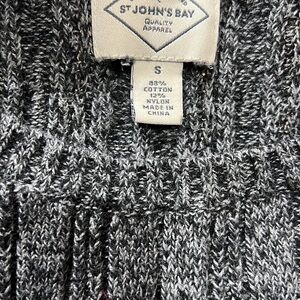 ST JOHN'S BAY
QUALITY
APPAREL
S
88%
COTTON
12%
NYLON
MADE IN
CHINA